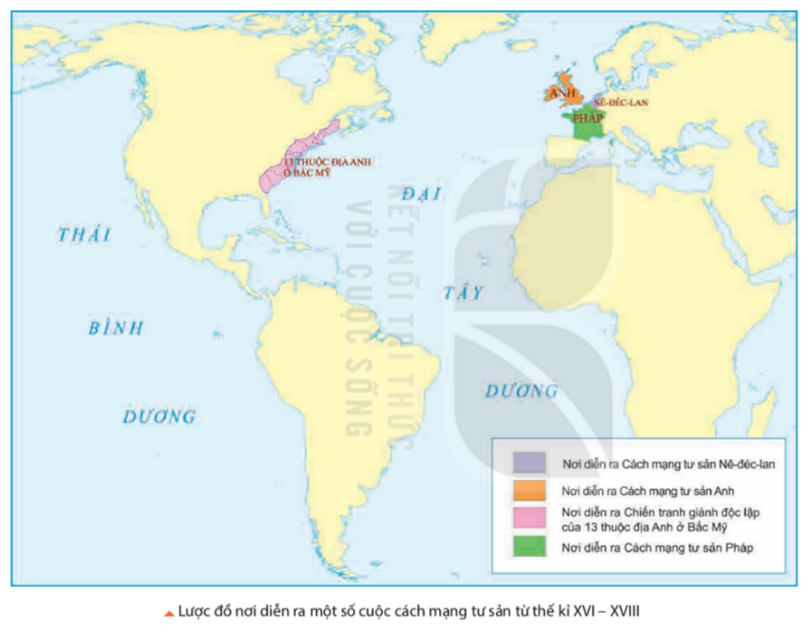 ANH
NÊ-ĐÉC-LAN
PHÁP
13 THUỘC ĐỊA ANH
Ở BẮC MỸ
ĐẠI
THÁI
TÂY
BÌNH
DƯƠNG
DƯƠNG
KẾT NỐI TRI THỨC
VỚI CUỘC SỐNG
Nơi diễn ra Cách mạng tư sản Nê-đéc-lan
Nơi diễn ra Cách mạng tư sản Anh
Nơi diễn ra Chiến tranh giành độc lập
của 13 thuộc địa Anh ở Bắc Mỹ
Nơi diễn ra Cách mạng tư sản Pháp
Lược đồ nơi diễn ra một số cuộc cách mạng tư sản từ thế kỉ XVI – XVIII